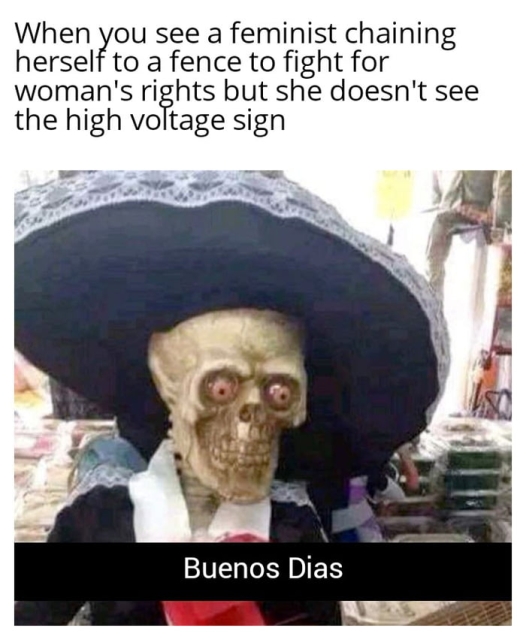 When you see a feminist chaining
herself to a fence to fight for
woman's rights but she doesn't see
the high voltage sign
Buenos Dias